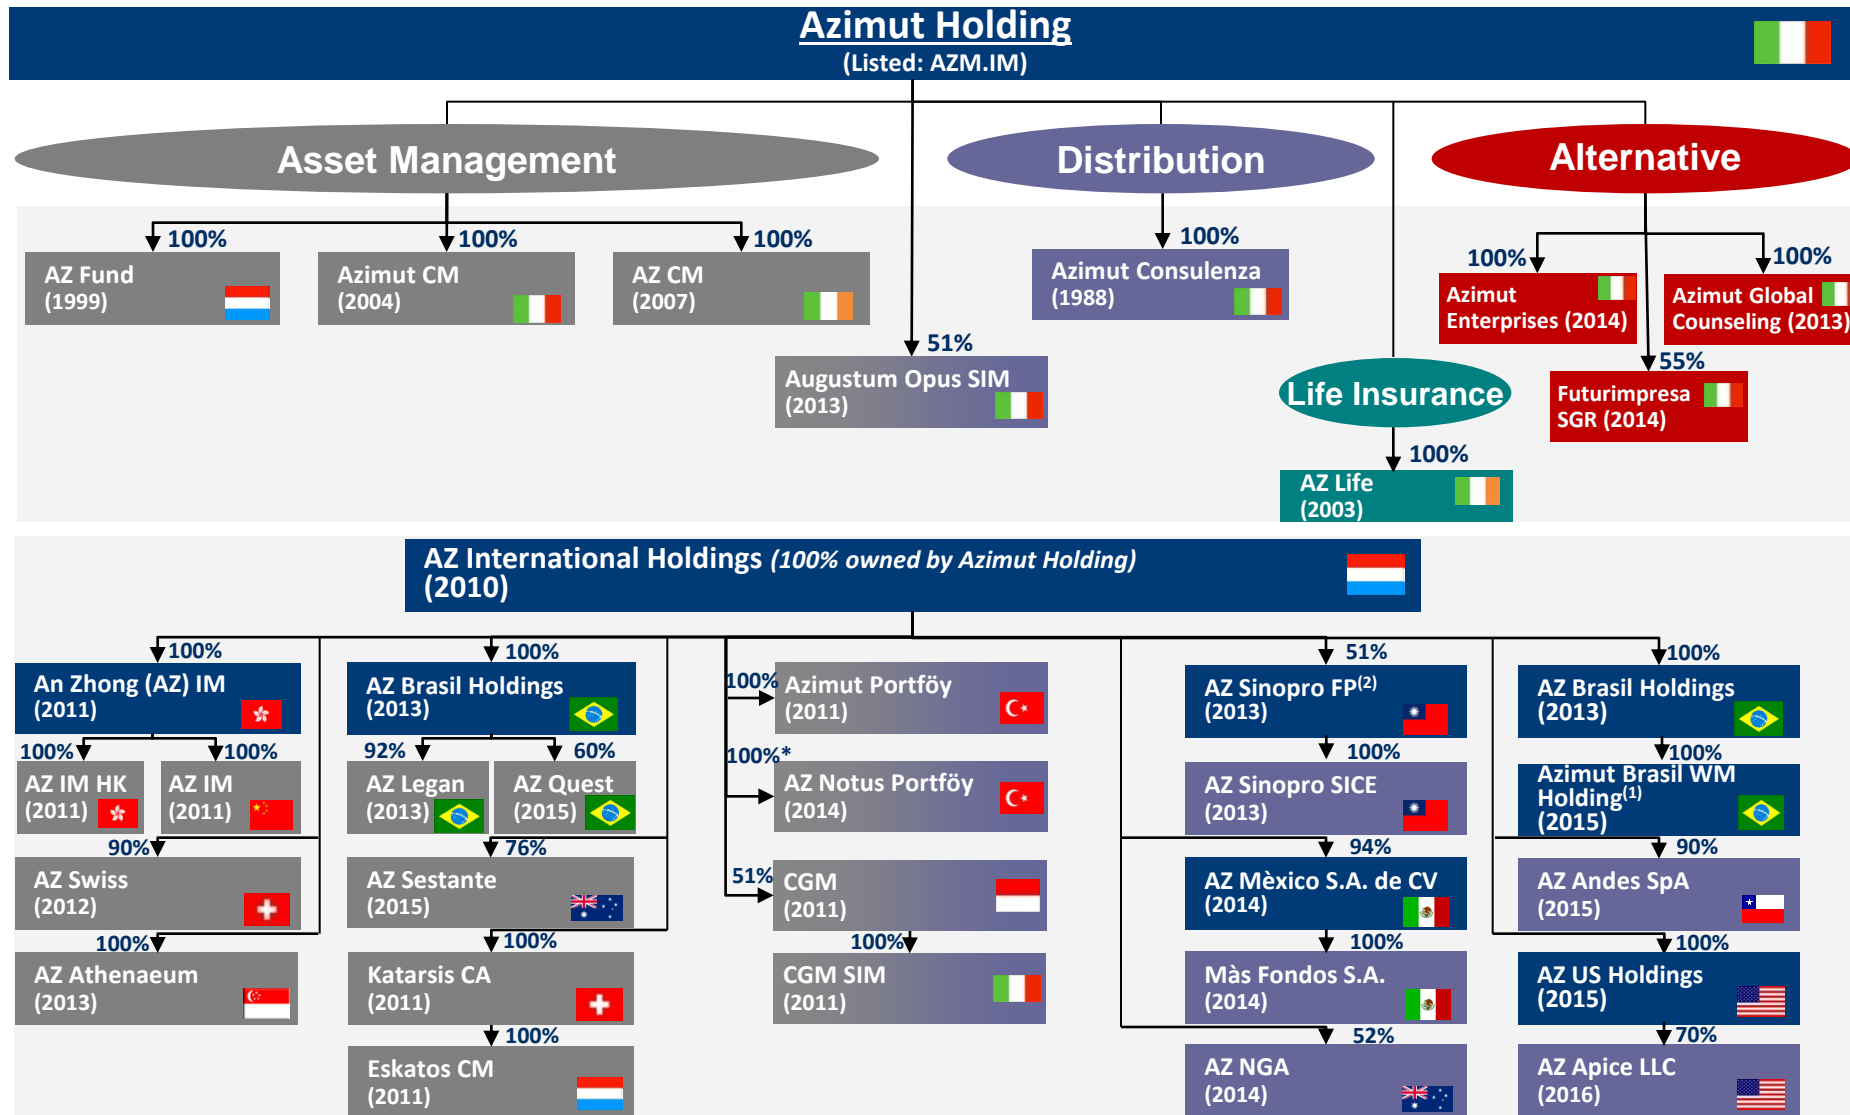 Azimut Holding
(Listed: AZM.IM)
Asset Management
Distribution
Alternative
100%
AZ Fund
(1999)
100%
Azimut CM
(2004)
100%
AZ CM
(2007)
51%
Augustum Opus SIM
(2013)
100%
Azimut Consulenza
(1988)
Life Insurance
100%
AZ Life
(2003)
100%
Azimut
Enterprises (2014)
100%
Azimut Global
Counseling (2013)
55%
Futurimpresa
SGR (2014)
AZ International Holdings (100% owned by Azimut Holding)
(2010)
100%
An Zhong (AZ) IM
(2011)
100%
AZ IM HK
(2011)
100%
AZ IM
(2011)
90%
AZ Swiss
(2012)
100%
AZ Athenaeum
(2013)
100%
AZ Brasil Holdings
(2013)
92%
AZ Legan
(2013)
60%
AZ Quest
(2015)
76%
AZ Sestante
(2015)
100%
Katarsis CA
(2011)
100%
Eskatos CM
(2011)
100%
Azimut Portföy
(2011)
100%*
AZ Notus Portföy
(2014)
51%
CGM
(2011)
100%
CGM SIM
(2011)
51%
AZ Sinopro FP(2)
(2013)
100%
AZ Sinopro SICE
(2013)
94%
AZ Mèxico S.A. de CV
(2014)
100%
Màs Fondos S.A.
(2014)
52%
AZ NGA
(2014)
100%
AZ Brasil Holdings
(2013)
100%
Azimut Brasil WM
Holding(1)
(2015)
90%
AZ Andes SpA
(2015)
100%
AZ US Holdings
(2015)
70%
AZ Apice LLC
(2016)